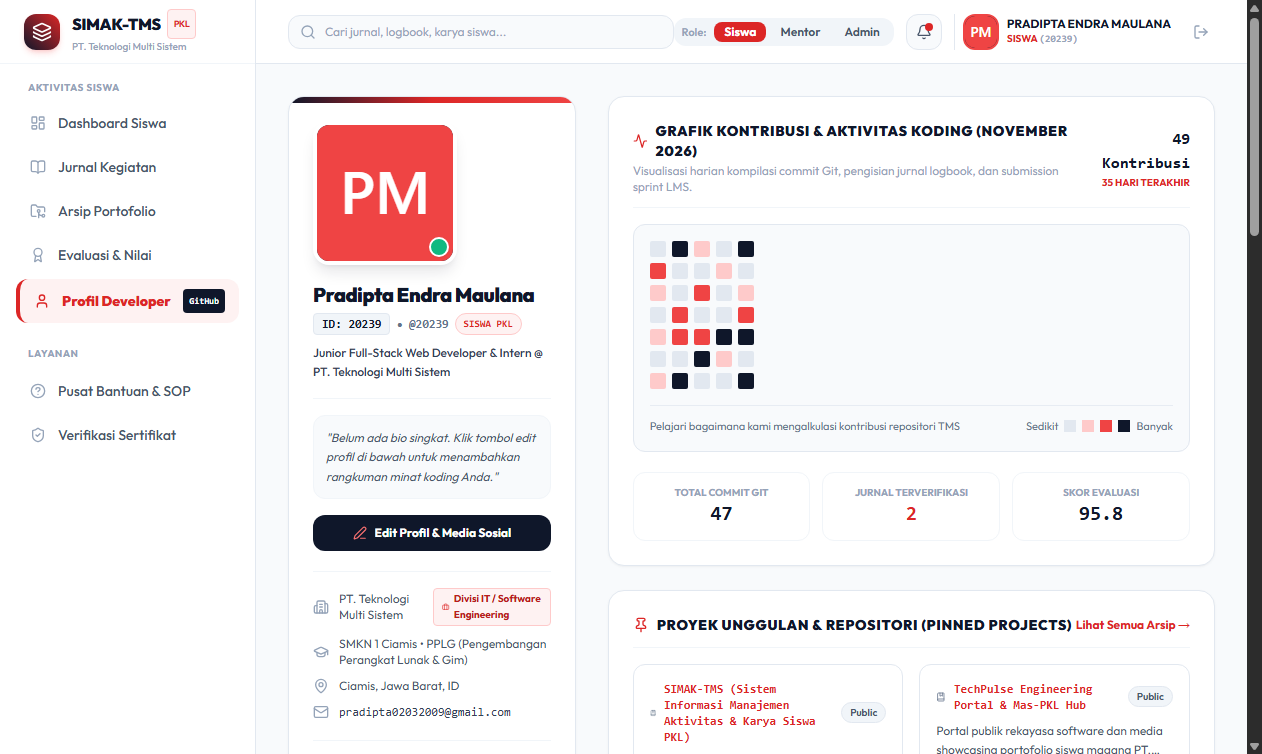 SIMAK-TMS PKL
PT. Teknologi Multi Sistem
Cari jurnal, logbook, karya siswa...
Role: Siswa Mentor Admin
PM
PRADIPTA ENDRA MAULANA
SISWA (20239)
AKTIVITAS SISWA
Dashboard Siswa
Jurnal Kegiatan
Arsip Portofolio
Evaluasi & Nilai
Profil Developer GitHub
LAYANAN
Pusat Bantuan & SOP
Verifikasi Sertifikat
PM
Pradipta Endra Maulana
ID: 20239 • @20239 SISWA PKL
Junior Full-Stack Web Developer & Intern @
PT. Teknologi Multi Sistem
"Belum ada bio singkat. Klik tombol edit
profil di bawah untuk menambahkan
rangkuman minat koding Anda."
Edit Profil & Media Sosial
PT. Teknologi
Multi Sistem
Divisi IT / Software
Engineering
SMKN 1 Ciamis • PPLG (Pengembangan
Perangkat Lunak & Gim)
Ciamis, Jawa Barat, ID
pradipta02032009@gmail.com
GRAFIK KONTRIBUSI & AKTIVITAS KODING (NOVEMBER
2026)
Visualisasi harian kompilasi commit Git, pengisian jurnal logbook, dan submission
sprint LMS.
49
Kontribusi
35 HARI TERAKHIR
Pelajari bagaimana kami mengalkulasi kontribusi repositori TMS
Sedikit Banyak
TOTAL COMMIT GIT
47
JURNAL TERVERIFIKASI
2
SKOR EVALUASI
95.8
PROYEK UNGGULAN & REPOSITORI (PINNED PROJECTS) Lihat Semua Arsip →
SIMAK-TMS (Sistem
Informasi Manajemen
Aktivitas & Karya Siswa
PKL)
Public
TechPulse Engineering
Portal & Mas-PKL Hub
Public
Portal publik rekayasa software dan media
showcasing portofolio siswa magang PT....